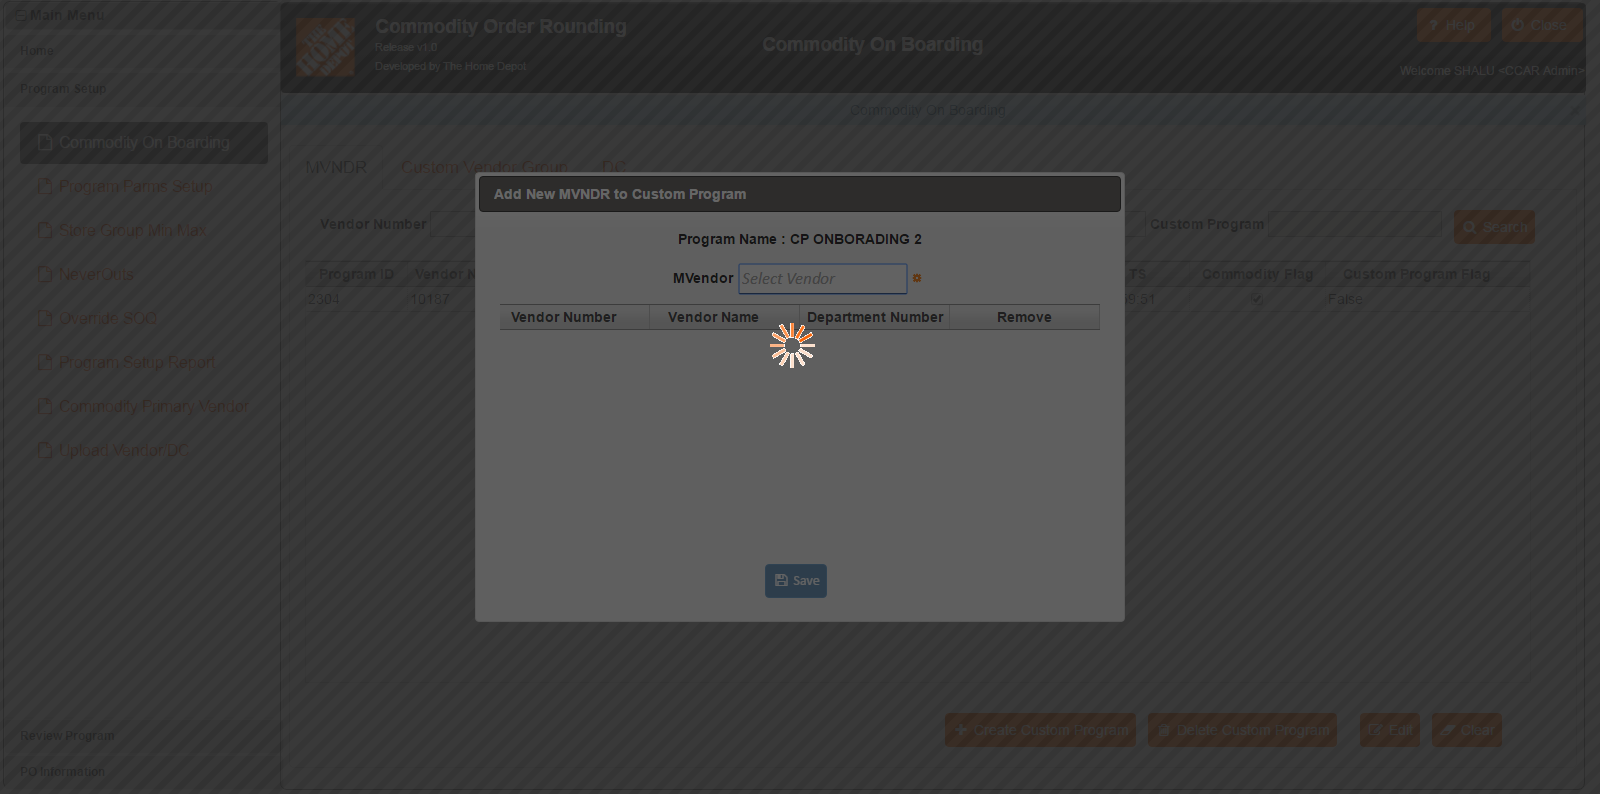 Main Menu
Home
Program Setup
Commodity On Boarding
Program Parms Setup
Store Group Min Max
NeverOuts
Override SOQ
Program Setup Report
Commodity Primary Vendor
Upload Vendor/DC
Review Program
PO Information
THE HOME DEPOT
Commodity Order Rounding
Release v1.0
Developed by The Home Depot
Commodity On Boarding
Help
Close
Welcome SHALU <CCAR Admin>
Commodity On Boarding
MVNDR Custom Vendor Group DC
Vendor Number Custom Program Search
Program ID Vendor N TS Commodity Flag Custom Program Flag
2304 10187 59.51 False
Add New MVNDR to Custom Program
Program Name : CP ONBORADING 2
MVendor Select Vendor
Vendor Number Vendor Name Department Number Remove
Save
Create Custom Program Delete Custom Program Edit Clear